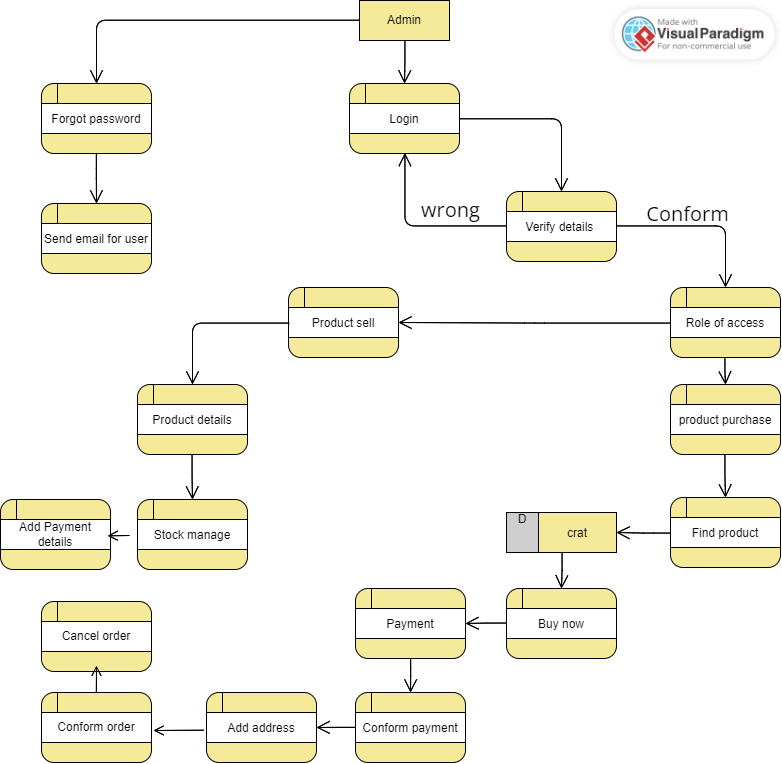 Admin
Made with
VisualParadigm
For non-commercial use
Forgot password
Login
wrong
Conform
Send email for user
Verify details
Product sell
Role of access
Product details
product purchase
Add Payment
details
Stock manage
D
crat
Find product
Cancel order
Payment
Buy now
Conform order
Add address
Conform payment